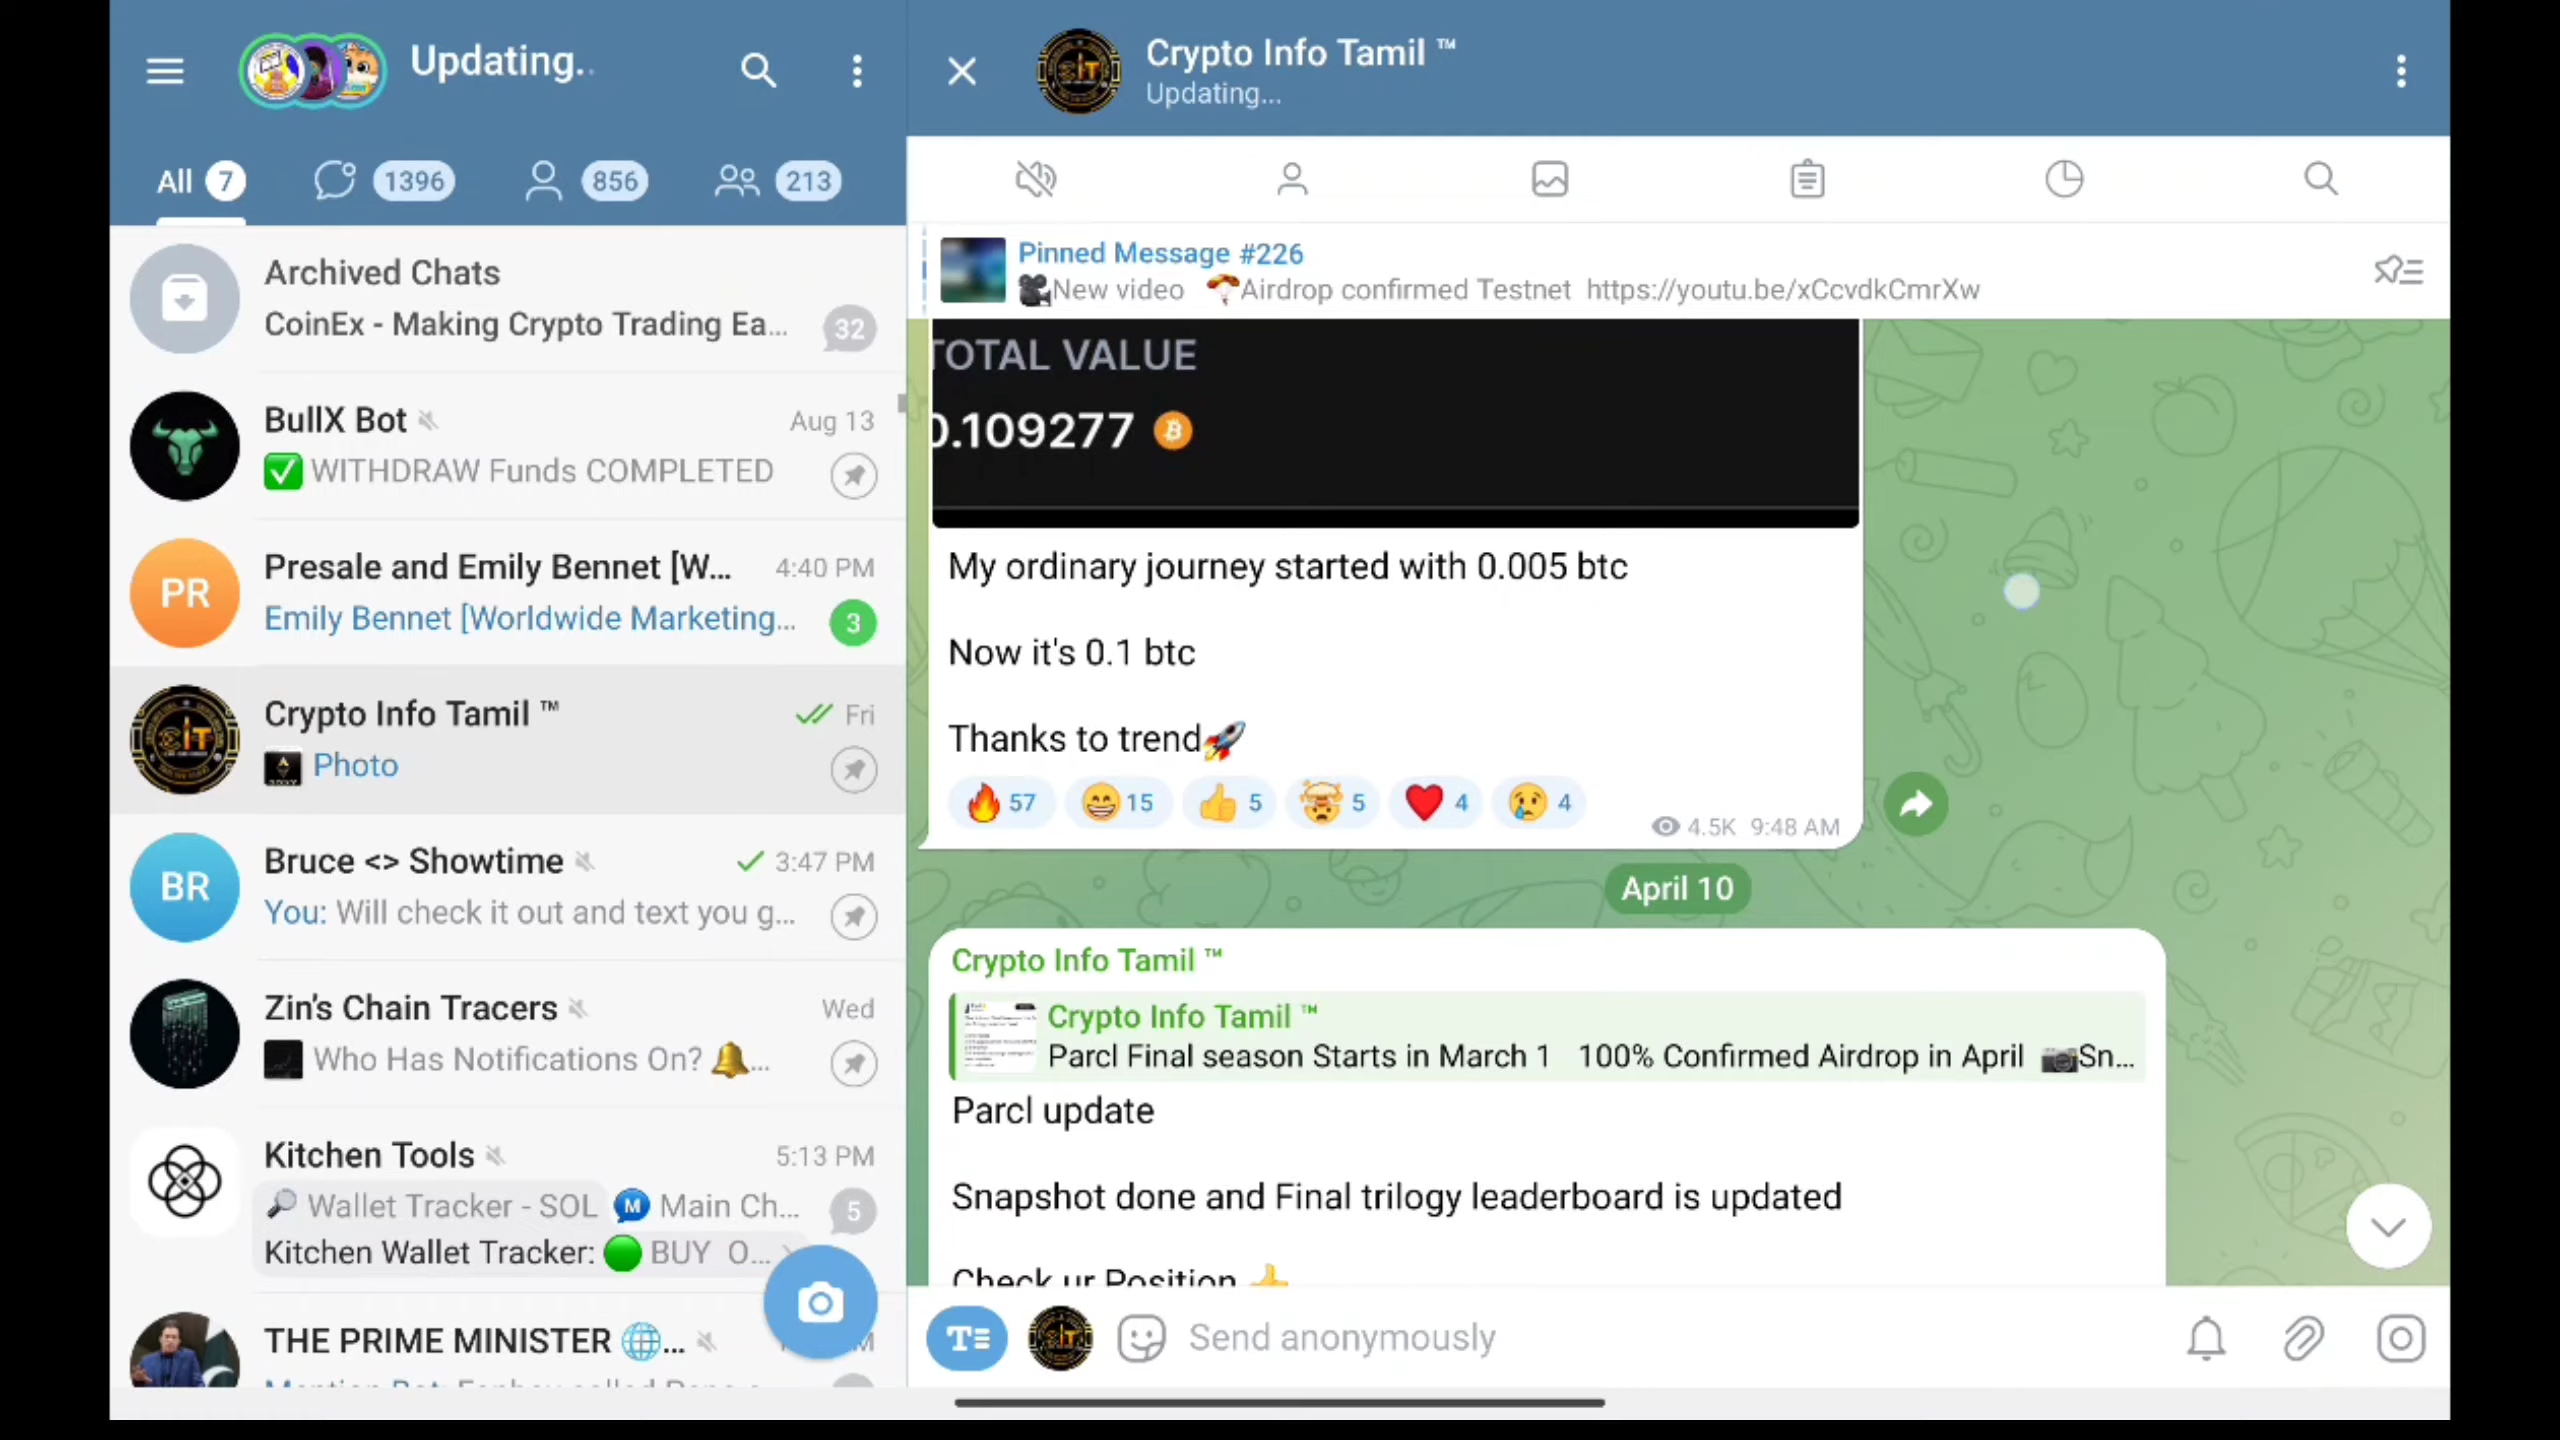 Updating..
All 7
1396
856
213
Archived Chats
CoinEx - Making Crypto Trading Ea...
32
BullX Bot
Aug 13
✅ WITHDRAW Funds COMPLETED
PR
Presale and Emily Bennet [W...
4:40 PM
Emily Bennet [Worldwide Marketing...
3
Crypto Info Tamil ™
Fri
Photo
BR
Bruce <> Showtime
3:47 PM
You: Will check it out and text you g...
Zin's Chain Tracers
Wed
Who Has Notifications On? 🔔...
Kitchen Tools
5:13 PM
🔎 Wallet Tracker - SOL Ⓜ️ Main Ch...
5
Kitchen Wallet Tracker: 🟢 BUY O...
THE PRIME MINISTER 🌐...
Crypto Info Tamil ™
Updating...
Pinned Message #226
🎥New video 🪂Airdrop confirmed Testnet https://youtu.be/xCcvdkCmrXw
TOTAL VALUE
0.109277
My ordinary journey started with 0.005 btc
Now it's 0.1 btc
Thanks to trend🚀
🔥 57 😁 15 👍 5 🤯 5 ❤️ 4 😢 4
4.5K 9:48 AM
April 10
Crypto Info Tamil ™
Crypto Info Tamil ™
Parcl Final season Starts in March 1 100% Confirmed Airdrop in April 📷Sn...
Parcl update
Snapshot done and Final trilogy leaderboard is updated
Check ur Position 👍
Send anonymously